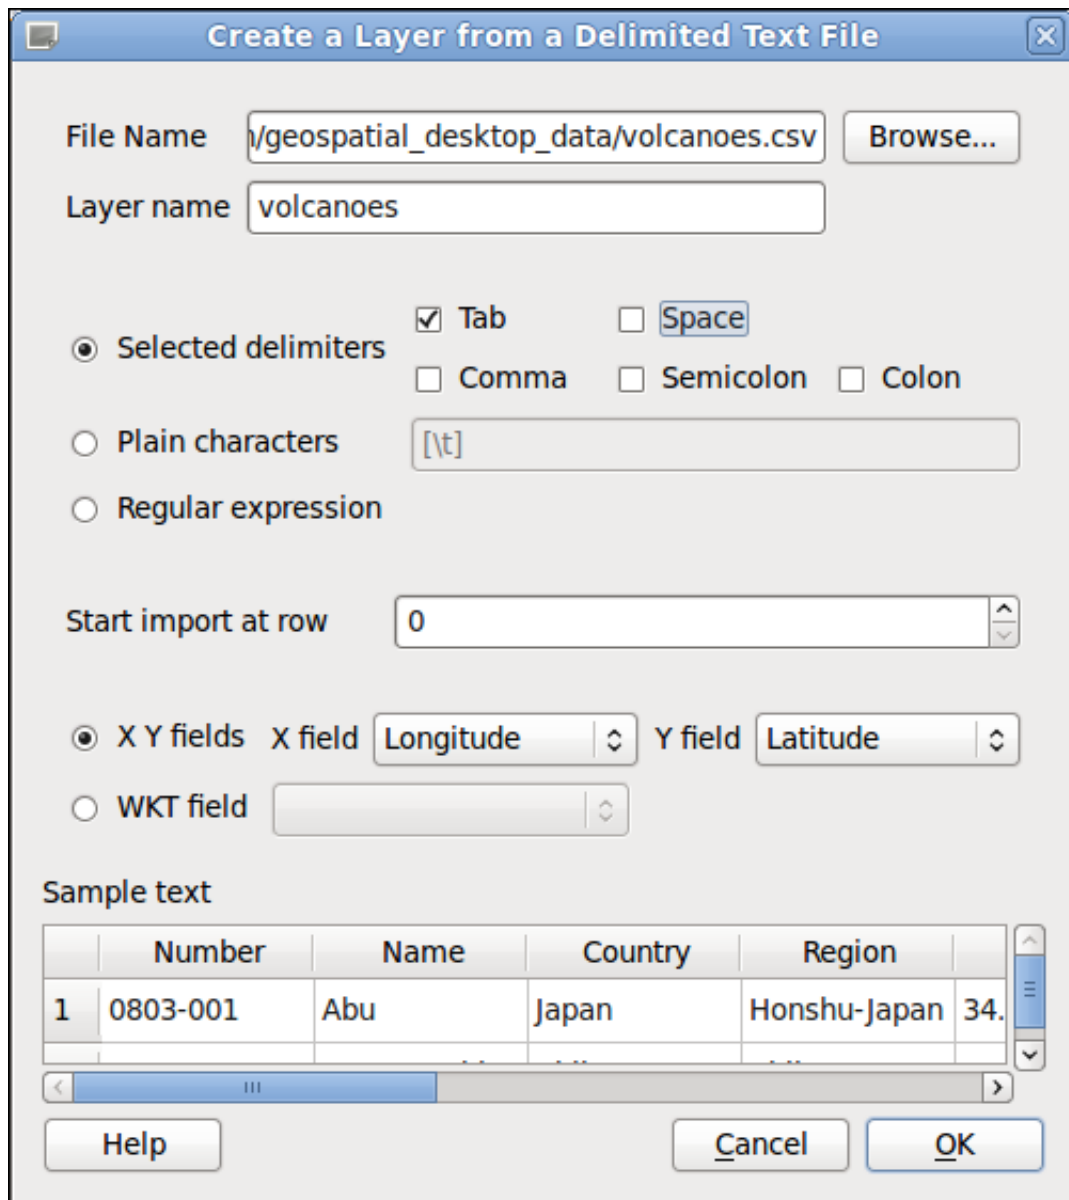 Create a Layer from a Delimited Text File
File Name /geospatial_desktop_data/volcanoes.csv Browse...
Layer name volcanoes
Tab Space
Selected delimiters
Comma Semicolon Colon
Plain characters [\t]
Regular expression
Start import at row 0
X Y fields X field Longitude Y field Latitude
WKT field
Sample text
Number Name Country Region
1 0803-001 Abu Japan Honshu-Japan 34.
Help Cancel OK